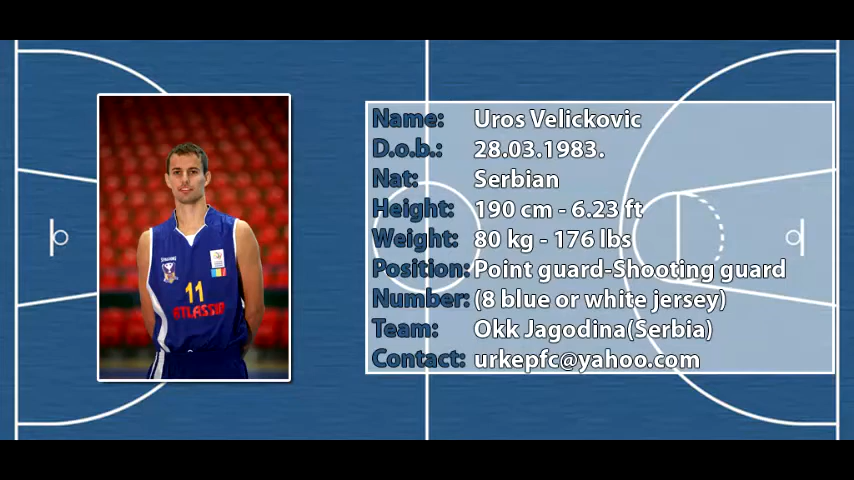 Name: Uros Velickovic
D.o.b.: 28.03.1983.
Nat: Serbian
Height: 190 cm - 6.23 ft
Weight: 80 kg - 176 lbs
Position: Point guard-Shooting guard
Number: (8 blue or white jersey)
Team: Okk Jagodina(Serbia)
Contact: urkepfc@yahoo.com
SPALDING
11
ATLASSIB